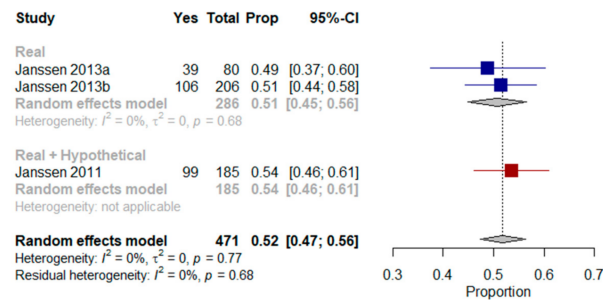 Study Yes Total Prop 95%-CI
Real
Janssen 2013a 39 80 0.49 [0.37; 0.60]
Janssen 2013b 106 206 0.51 [0.44; 0.58]
Random effects model 286 0.51 [0.45; 0.56]
Heterogeneity: I² = 0%, τ² = 0, p = 0.68
Real + Hypothetical
Janssen 2011 99 185 0.54 [0.46; 0.61]
Random effects model 185 0.54 [0.46; 0.61]
Heterogeneity: not applicable
Random effects model 471 0.52 [0.47; 0.56]
Heterogeneity: I² = 0%, τ² = 0, p = 0.77
Residual heterogeneity: I² = 0%, p = 0.68
0.3 0.4 0.5 0.6 0.7
Proportion